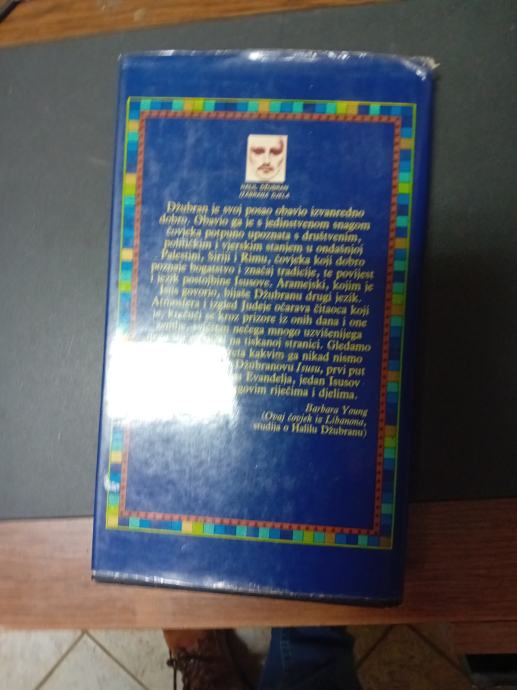 HALIL DŽUBRAN
IZABRANA DJELA
Džubran je svoj posao obavio izvanredno
dobro. Obavio ga je s jedinstvenom snagom
čovjeka potpuno upoznata s društvenim,
političkim i vjerskim stanjem u ondašnjoj
Palestini, Siriji i Rimu, čovjeka koji dobro
poznaje bogatstvo i značaj tradicije, te povijest
i jezik postojbine Isusove. Aramejski, kojim je
Isus govorio, bijaše Džubranu drugi jezik.
Atmosfera i izgled Judeje očarava čitaoca koji
je, krećući se kroz prizore iz onih dana i one
nečega mnogo uzvišenijega
tiskanoj stranici. Gledamo
kakvim ga nikad nismo
Džubranovu Isusu, prvi put
Evanđelja, jedan Isusov
riječima i djelima.
Barbara Young
(Ovaj čovjek iz Libanona,
studija o Halilu Džubranu)